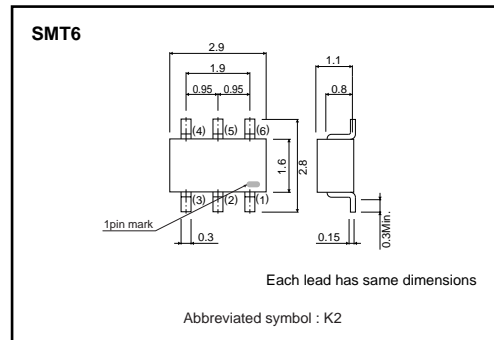 SMT6
2.9
1.9
0.95 0.95
(4) (5) (6)
1.6
2.8
(3) (2) (1)
1pin mark
0.3
1.1
0.8
0.15
0.3Min.
Each lead has same dimensions
Abbreviated symbol : K2